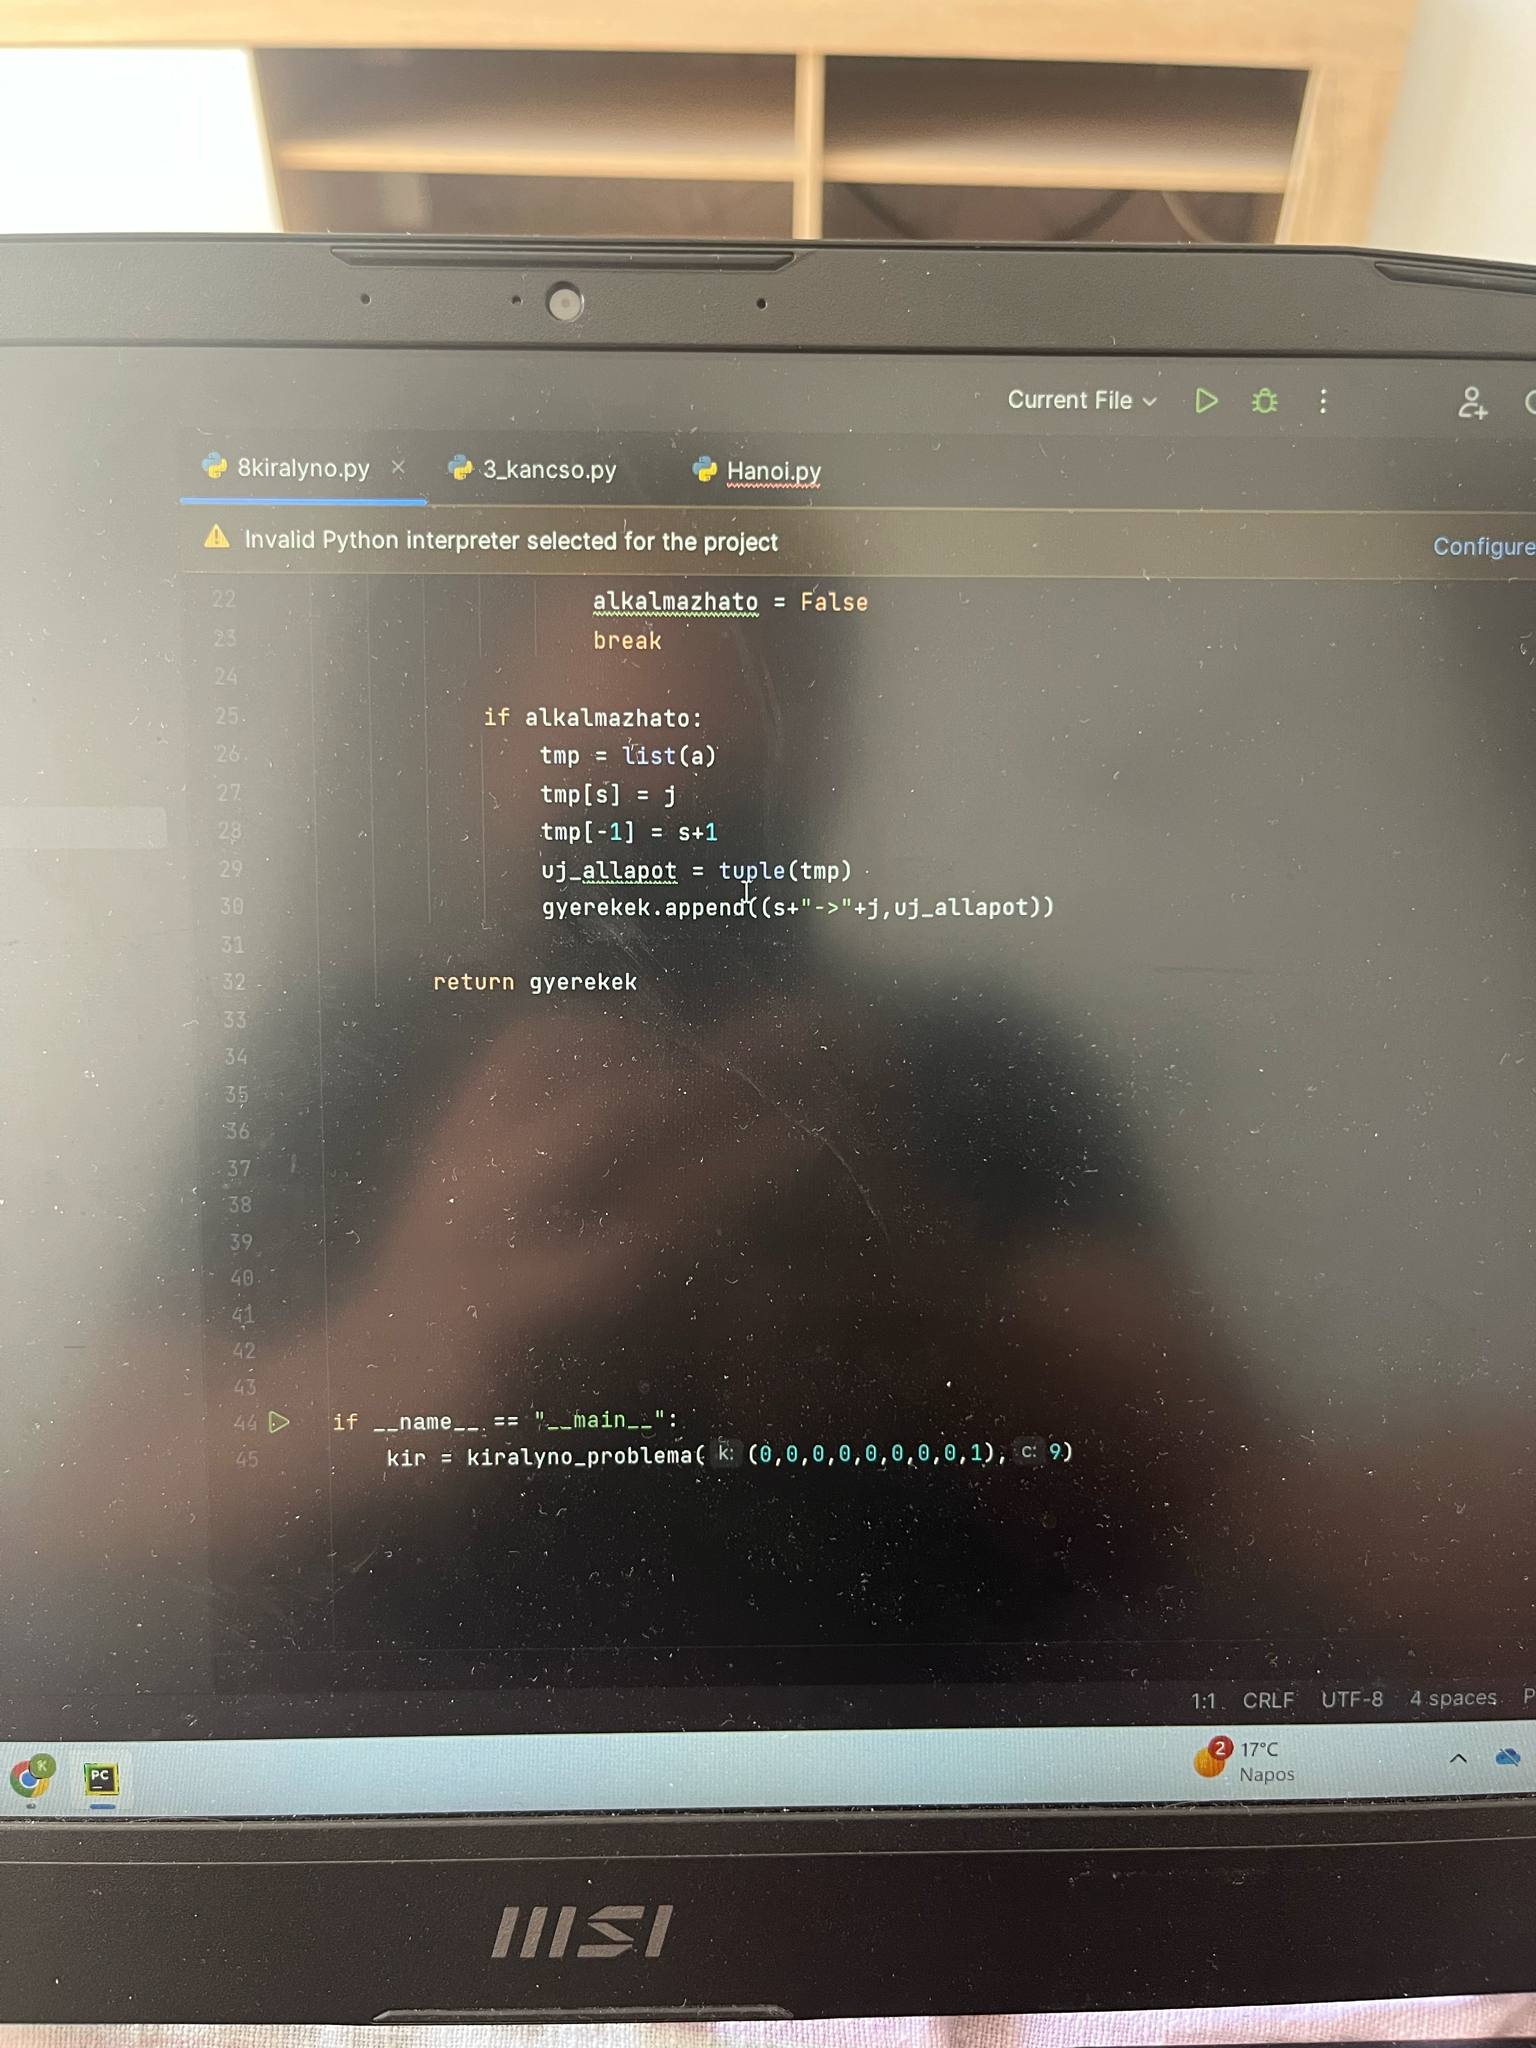 Current File
8kiralyno.py
3_kancso.py
Hanoi.py
Invalid Python interpreter selected for the project
Configure
22 alkalmazhato = False
23 break
24
25 if alkalmazhato:
26 tmp = list(a)
27 tmp[s] = j
28 tmp[-1] = s+1
29 uj_allapot = tuple(tmp)
30 gyerekek.append((s+"->"+j,uj_allapot))
31
32 return gyerekek
33
34
35
36
37
38
39
40
41
42
43
44 if __name__ == "__main__":
45 kir = kiralyno_problema( k: (0,0,0,0,0,0,0,0,1), c: 9)
1:1 CRLF UTF-8 4 spaces P
K
PC
2
17°C
Napos
msi